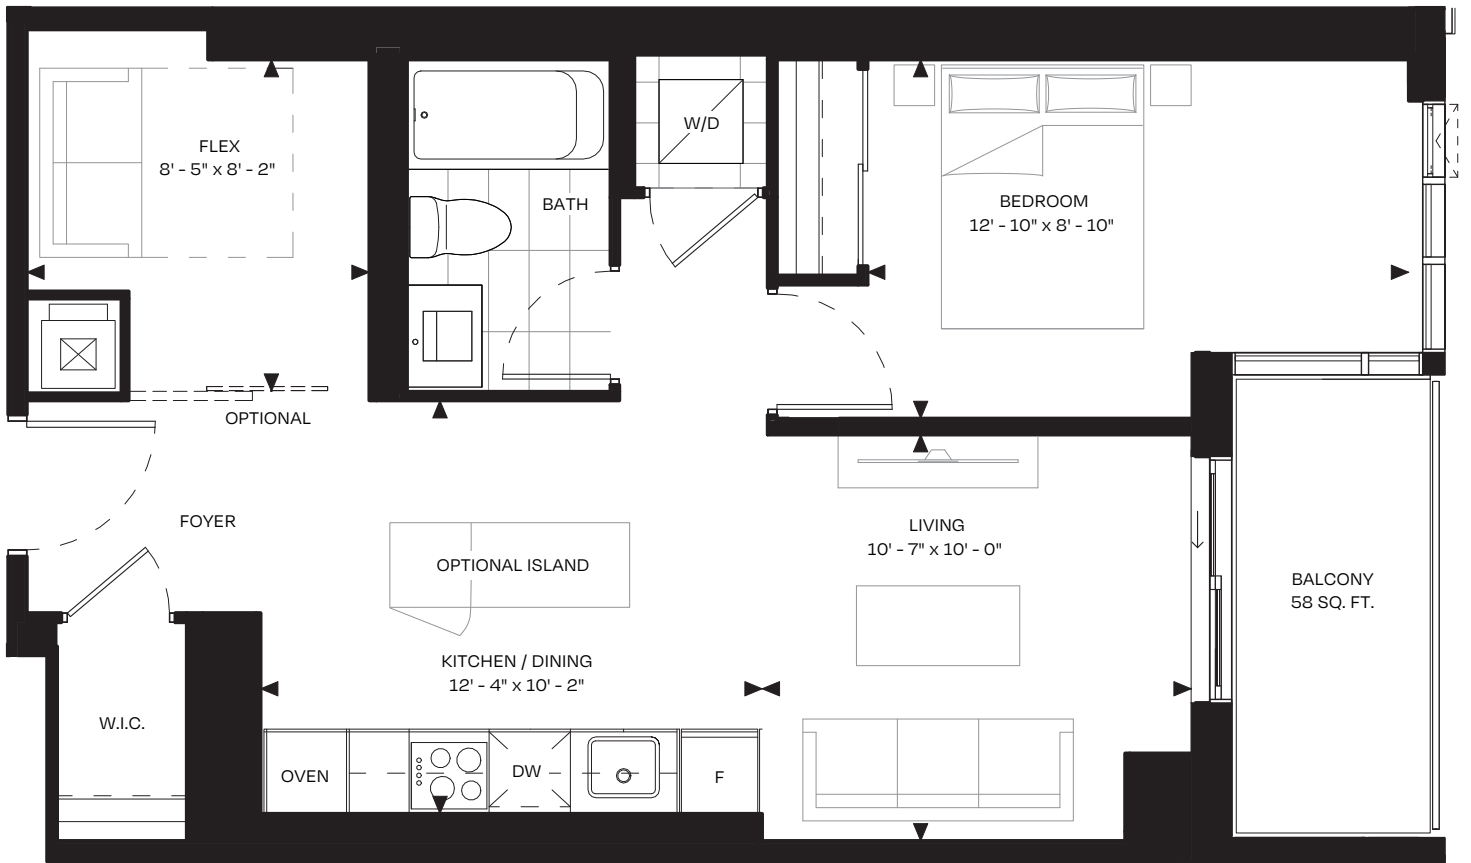 FLEX
8' - 5" x 8' - 2"
BATH
W/D
BEDROOM
12' - 10" x 8' - 10"
OPTIONAL
FOYER
OPTIONAL ISLAND
LIVING
10' - 7" x 10' - 0"
BALCONY
58 SQ. FT.
KITCHEN / DINING
12' - 4" x 10' - 2"
W.I.C.
OVEN
DW
F